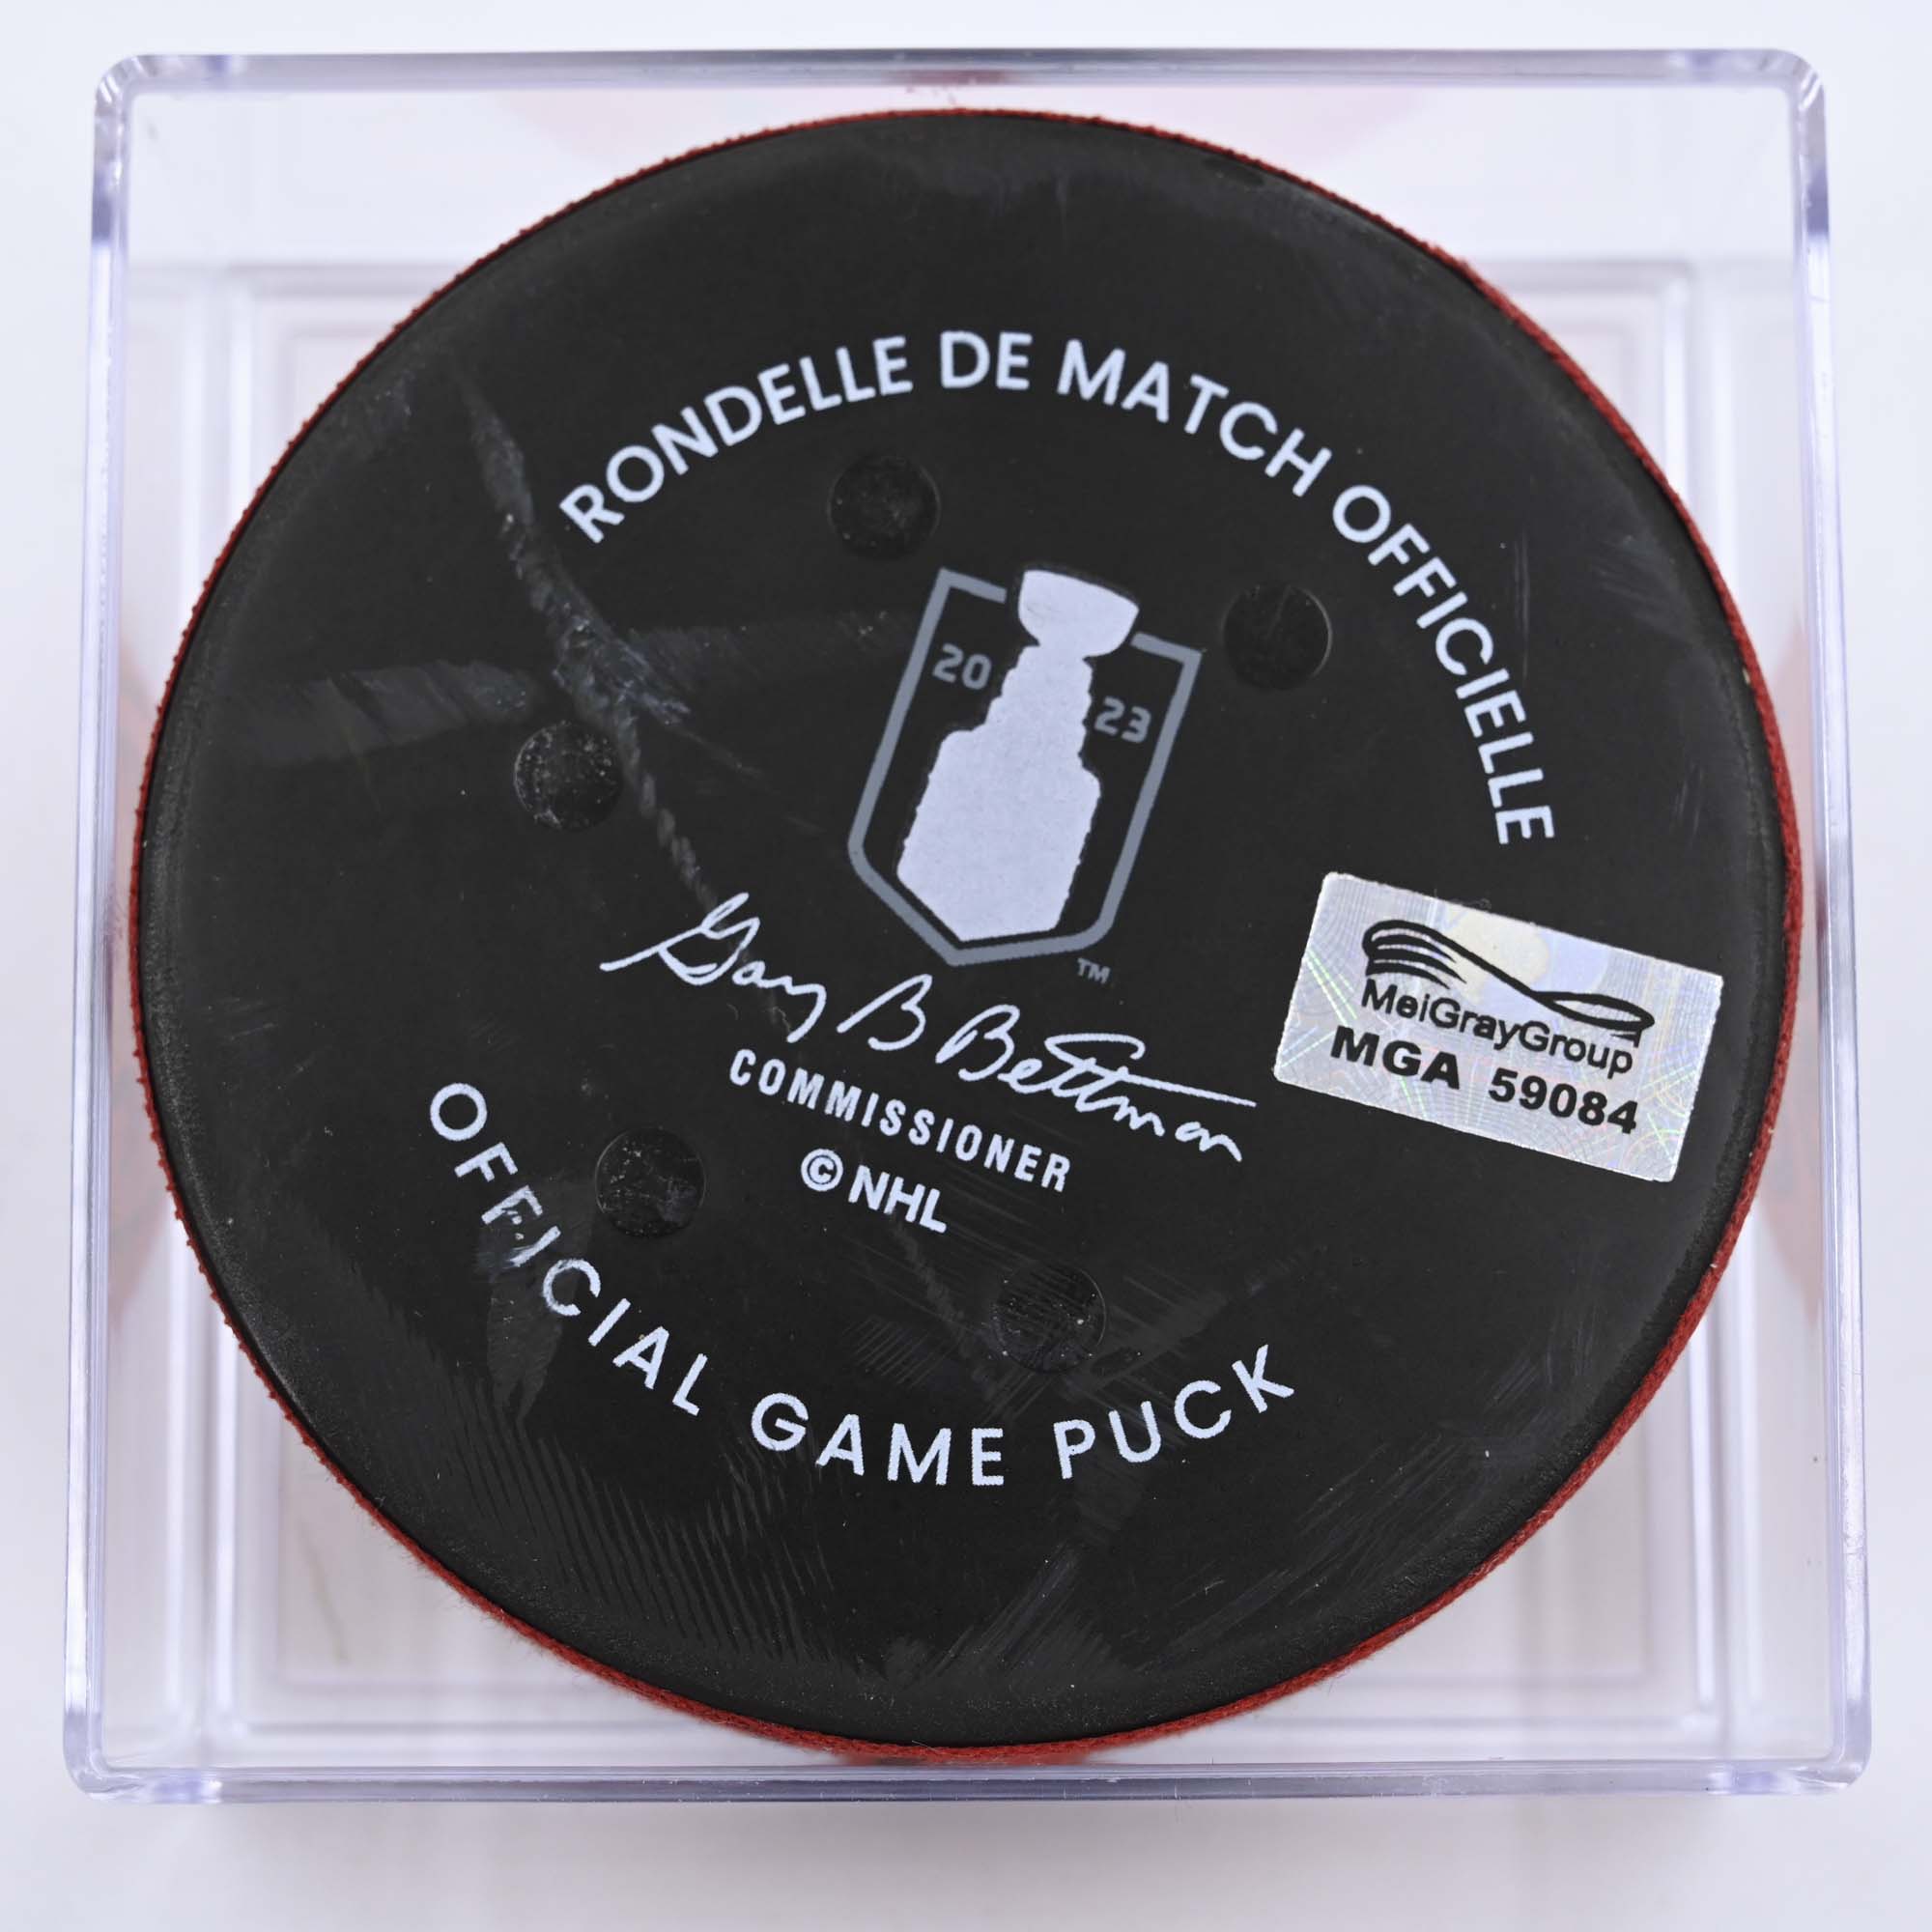 RONDELLE DE MATCH OFFICIELLE
20 23
TM
Gary B Bettman
COMMISSIONER
©NHL
OFFICIAL GAME PUCK
MeiGrayGroup
MGA 59084